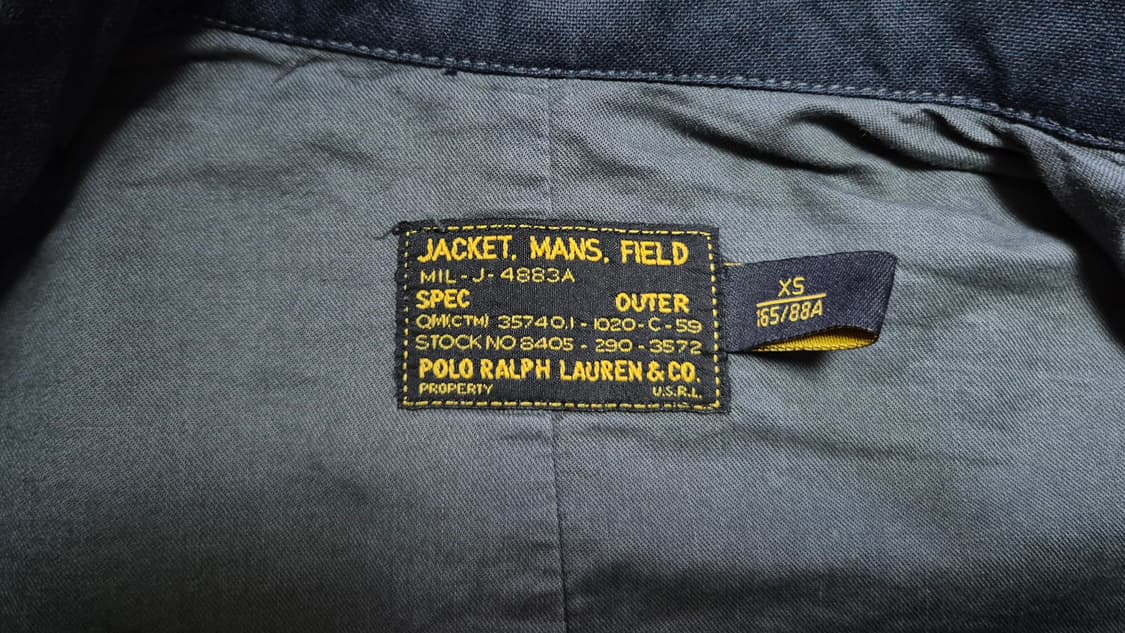 JACKET, MANS, FIELD
MIL-J-4883A
SPEC OUTER
QM(CTM) 35740.1-1020-C-59
STOCK NO 8405-290-3572
POLO RALPH LAUREN & CO.
PROPERTY U.S.R.L.
XS
165/88A